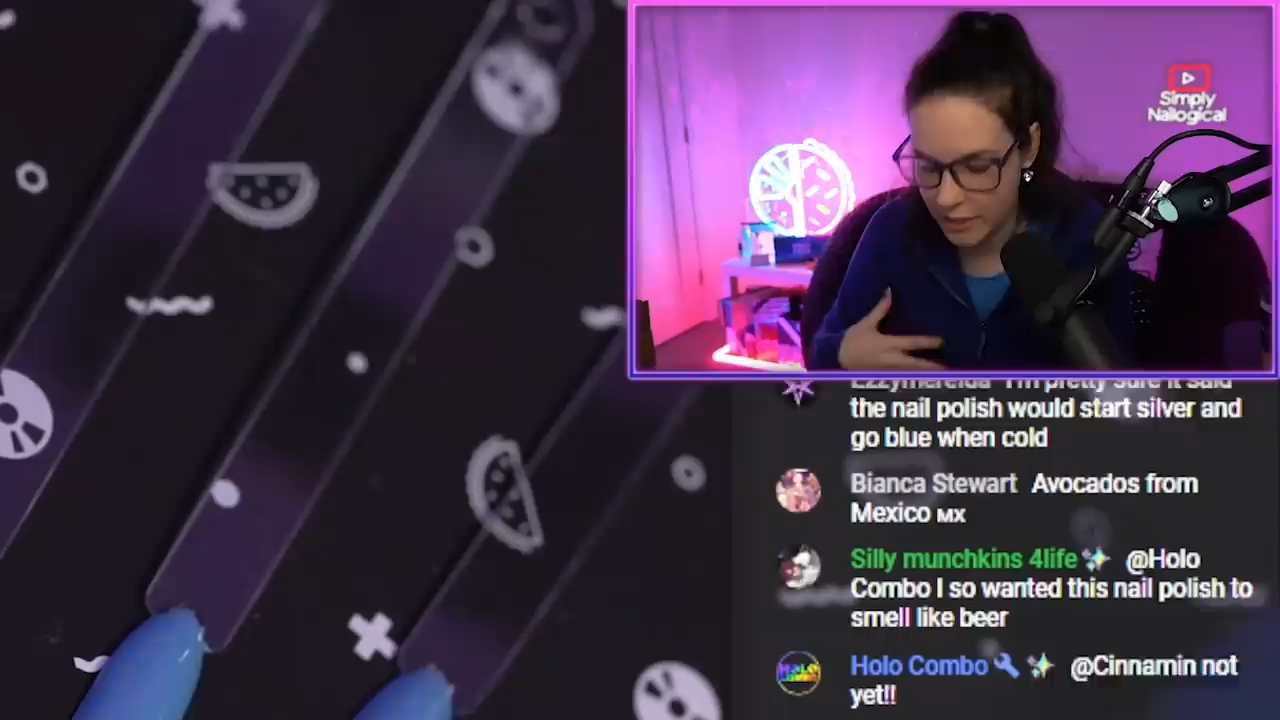 Simply
Nailogical
Ezzymerelda I'm pretty sure it said
the nail polish would start silver and
go blue when cold
Bianca Stewart Avocados from
Mexico MX
Silly munchkins 4life✨ @Holo
Combo I so wanted this nail polish to
smell like beer
Holo Combo🔧✨ @Cinnamin not
yet!!